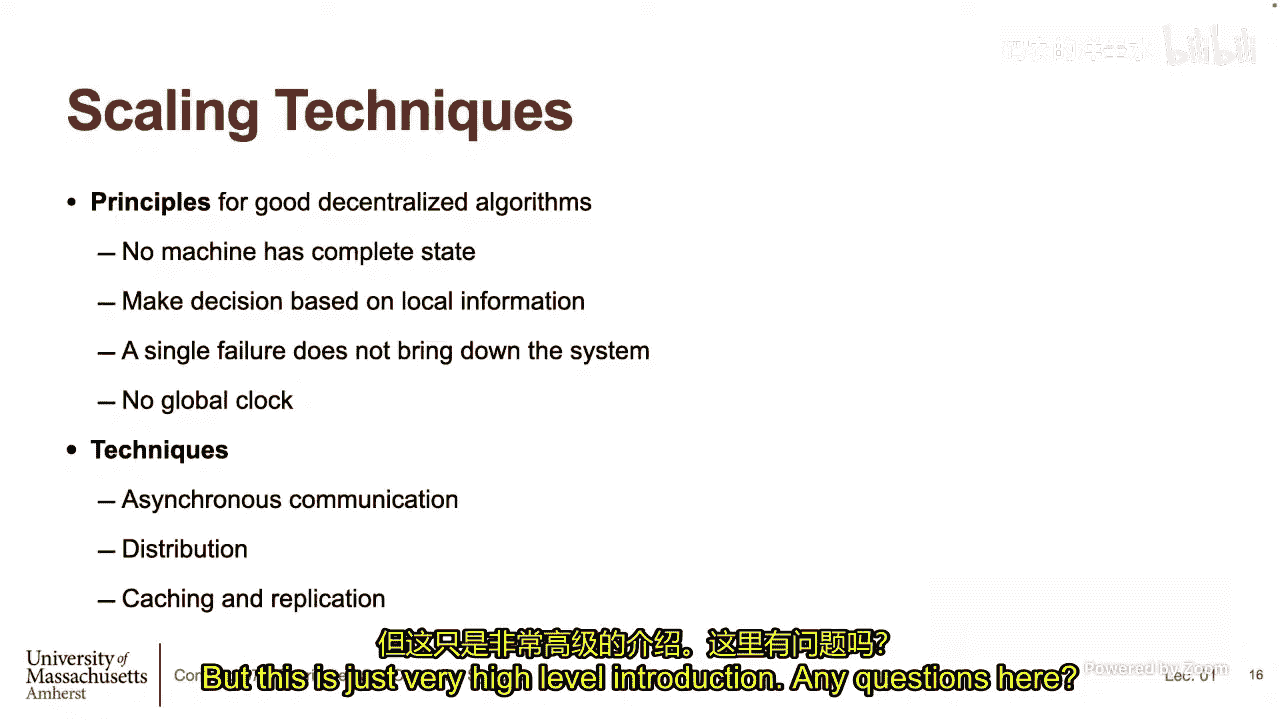 bilibili
Scaling Techniques
• Principles for good decentralized algorithms
— No machine has complete state
— Make decision based on local information
— A single failure does not bring down the system
— No global clock
• Techniques
— Asynchronous communication
— Distribution
— Caching and replication
但这只是非常高级的介绍。这里有问题吗?
University of
Massachusetts
Amherst
But this is just very high level introduction. Any questions here?
Powered by Zoom
Lec. 01
16